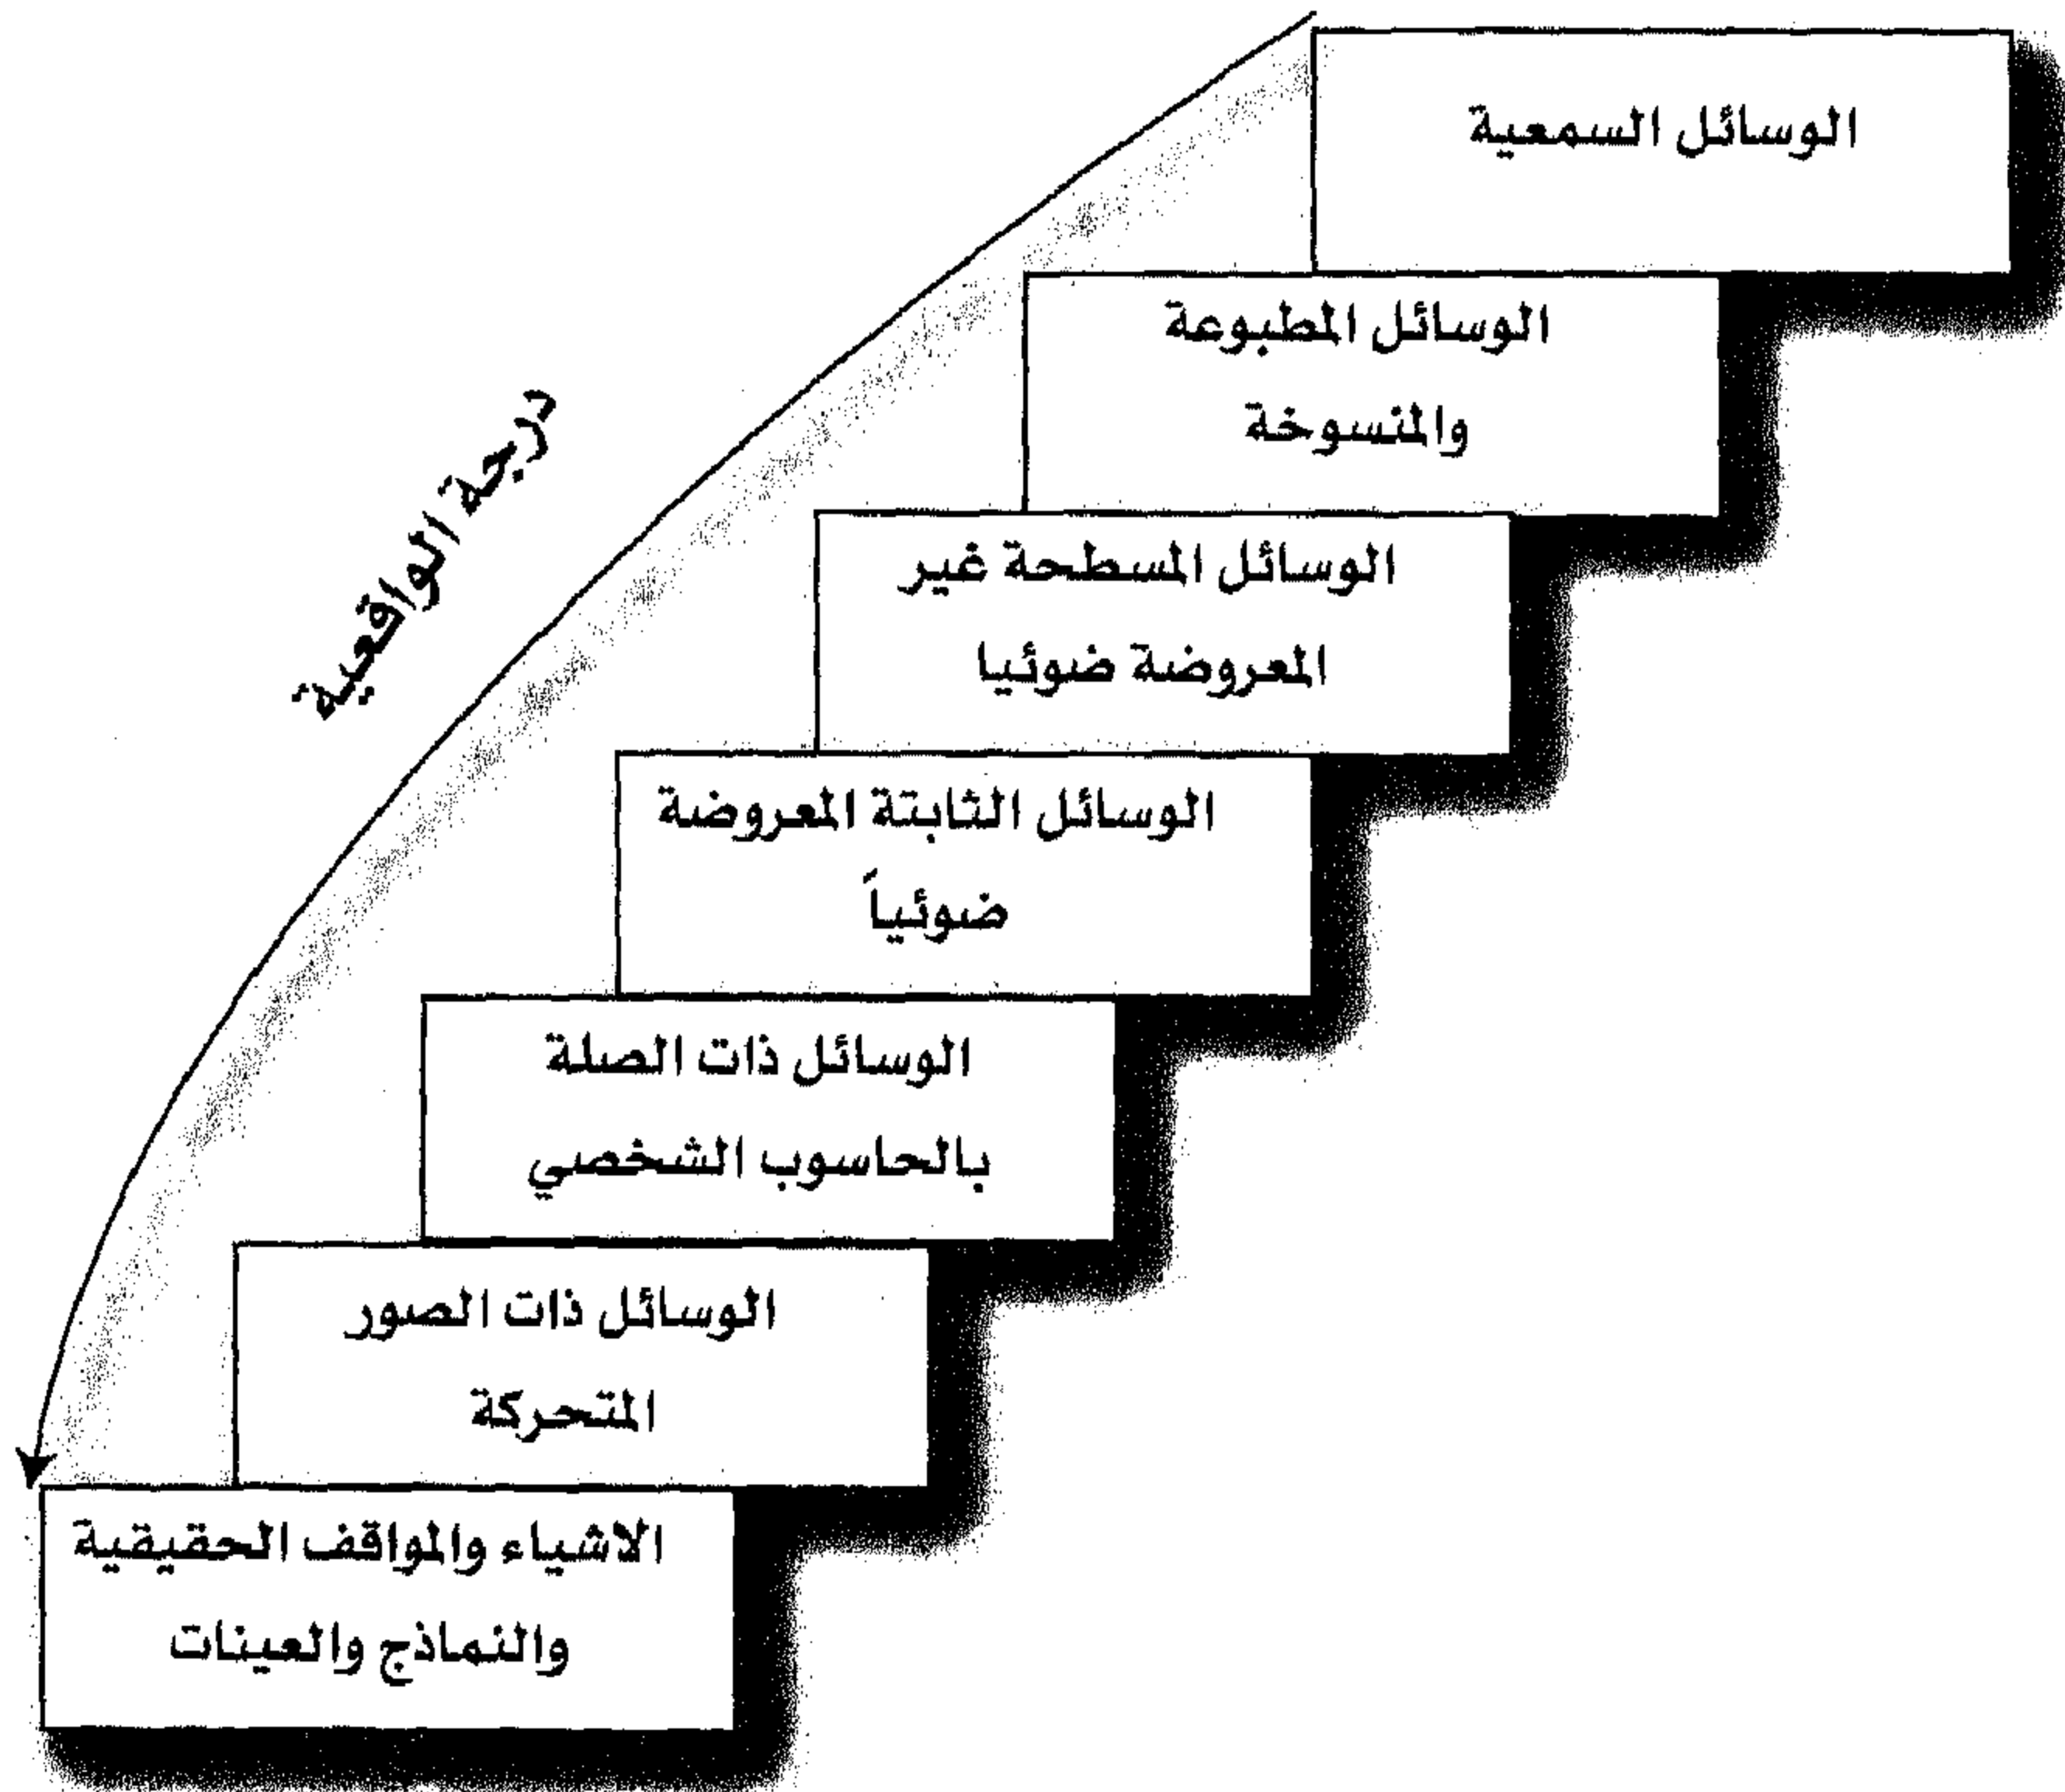 الوسائل السمعية
الوسائل المطبوعة
والمنسوخة
درجة الواقعية
الوسائل المسطحة غير
المعروضة ضوئيا
الوسائل الثابتة المعروضة
ضوئياً
الوسائل ذات الصلة
بالحاسوب الشخصي
الوسائل ذات الصور
المتحركة
الاشياء والمواقف الحقيقية
والنماذج والعينات